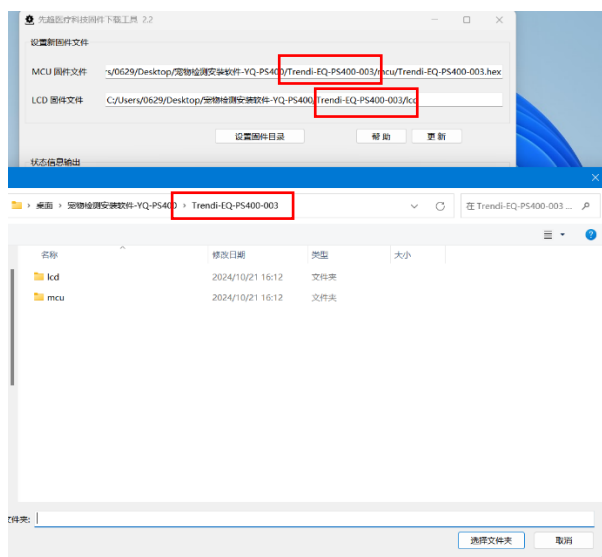 先超医疗科技固件下载工具 2.2
设置新固件文件
MCU 固件文件 's/0629/Desktop/宠物检测安装软件-YQ-PS400/Trendi-EQ-PS400-003/mcu/Trendi-EQ-PS400-003.hex
LCD 固件文件 C:/Users/0629/Desktop/宠物检测安装软件-YQ-PS400/Trendi-EQ-PS400-003/lcd
设置固件目录 帮助 更新
状态信息输出
› 桌面 › 宠物检测安装软件-YQ-PS400 › Trendi-EQ-PS400-003 在 Trendi-EQ-PS400-003 ...
名称 修改日期 类型 大小
lcd 2024/10/21 16:12 文件夹
mcu 2024/10/21 16:12 文件夹
文件夹:
选择文件夹 取消